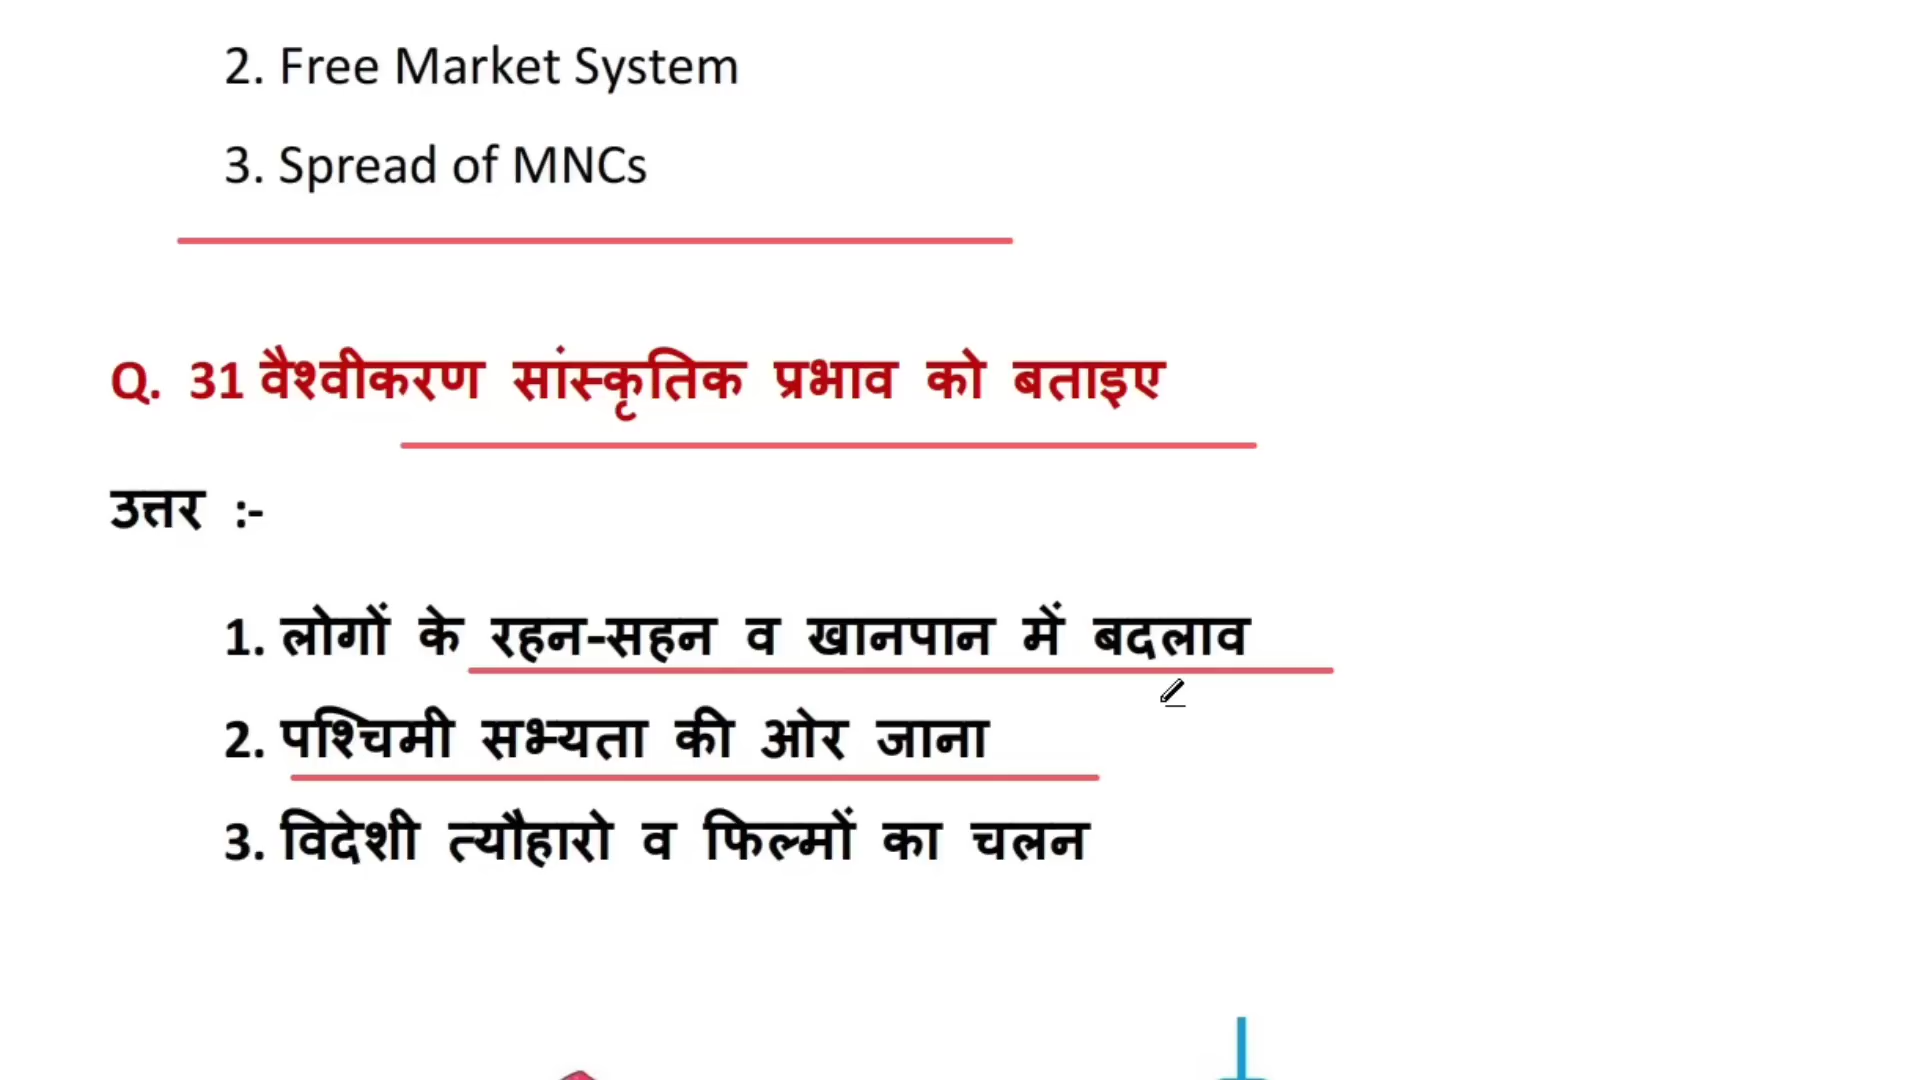 2. Free Market System
3. Spread of MNCs
Q. 31 वैश्वीकरण सांस्कृतिक प्रभाव को बताइए
उत्तर :-
1. लोगों के रहन-सहन व खानपान में बदलाव
2. पश्चिमी सभ्यता की ओर जाना
3. विदेशी त्यौहारो व फिल्मों का चलन